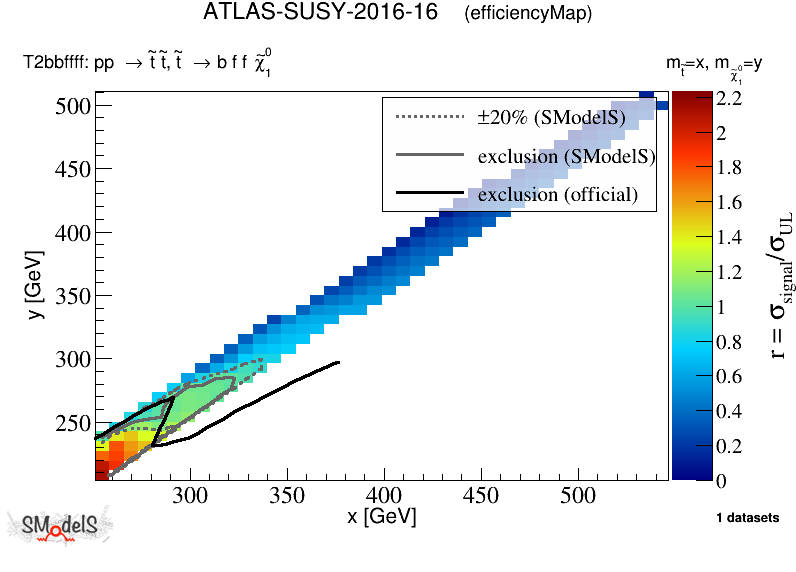 ATLAS-SUSY-2016-16 (efficiencyMap)
T2bbffff: pp → t̃ t̃, t̃ → b f f χ̃₁⁰
m_t̃=x, m_χ̃₁⁰=y
±20% (SModelS)
exclusion (SModelS)
exclusion (official)
500
450
400
350
300
250
y [GeV]
300 350 400 450 500
x [GeV]
2.2
2
1.8
1.6
1.4
1.2
1
0.8
0.6
0.4
0.2
0
r = σ_signal/σ_UL
SModelS
1 datasets